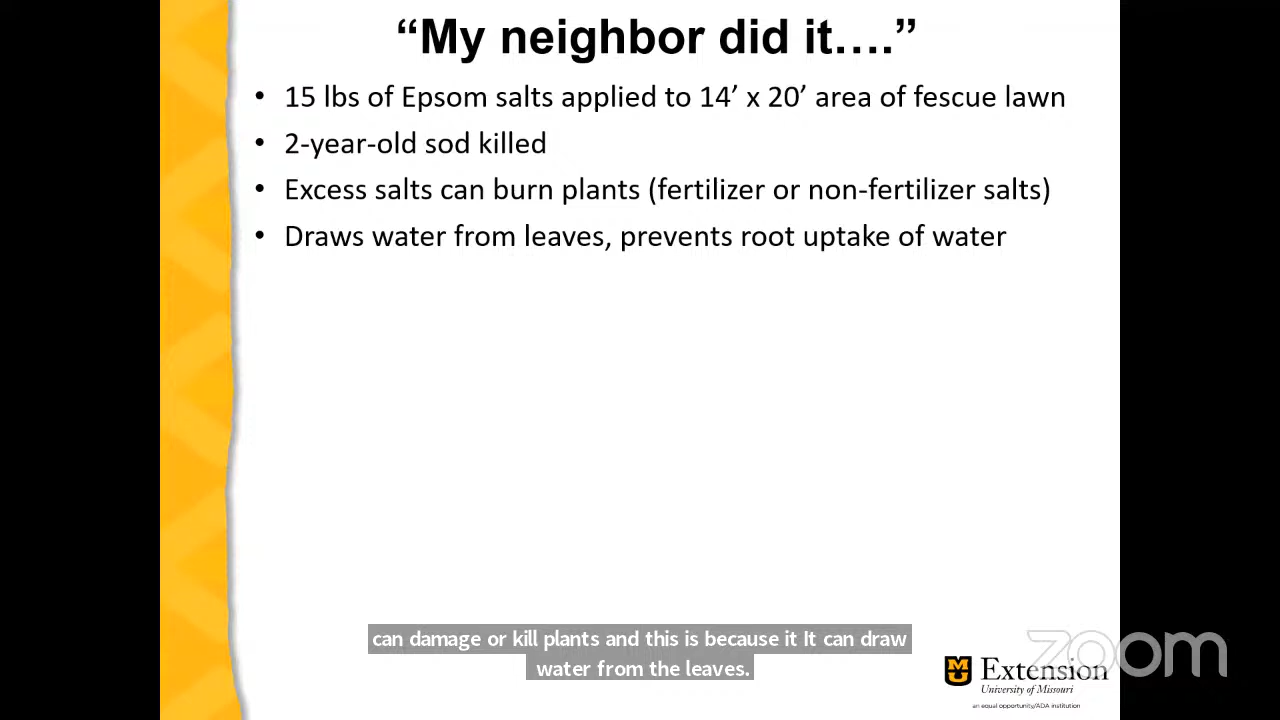 “My neighbor did it….”
• 15 lbs of Epsom salts applied to 14’ x 20’ area of fescue lawn
• 2-year-old sod killed
• Excess salts can burn plants (fertilizer or non-fertilizer salts)
• Draws water from leaves, prevents root uptake of water
can damage or kill plants and this is because it It can draw
water from the leaves.
zoom
MU Extension
University of Missouri
an equal opportunity/ADA institution